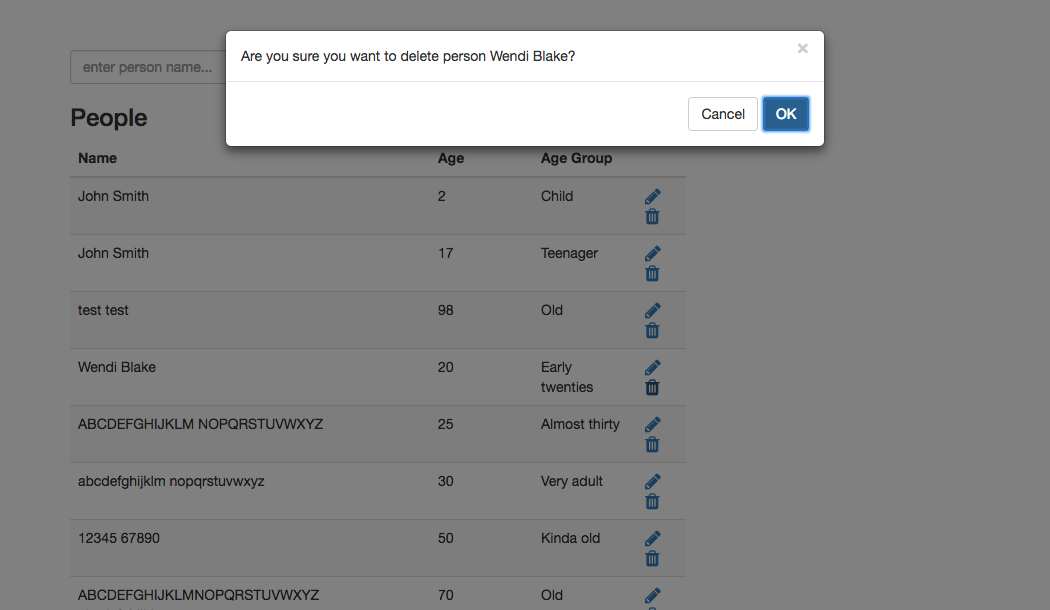 Are you sure you want to delete person Wendi Blake?
×
Cancel OK
enter person name...
People
Name Age Age Group
John Smith 2 Child
John Smith 17 Teenager
test test 98 Old
Wendi Blake 20 Early
twenties
ABCDEFGHIJKLM NOPQRSTUVWXYZ 25 Almost thirty
abcdefghijklm nopqrstuvwxyz 30 Very adult
12345 67890 50 Kinda old
ABCDEFGHIJKLMNOPQRSTUVWXYZ 70 Old